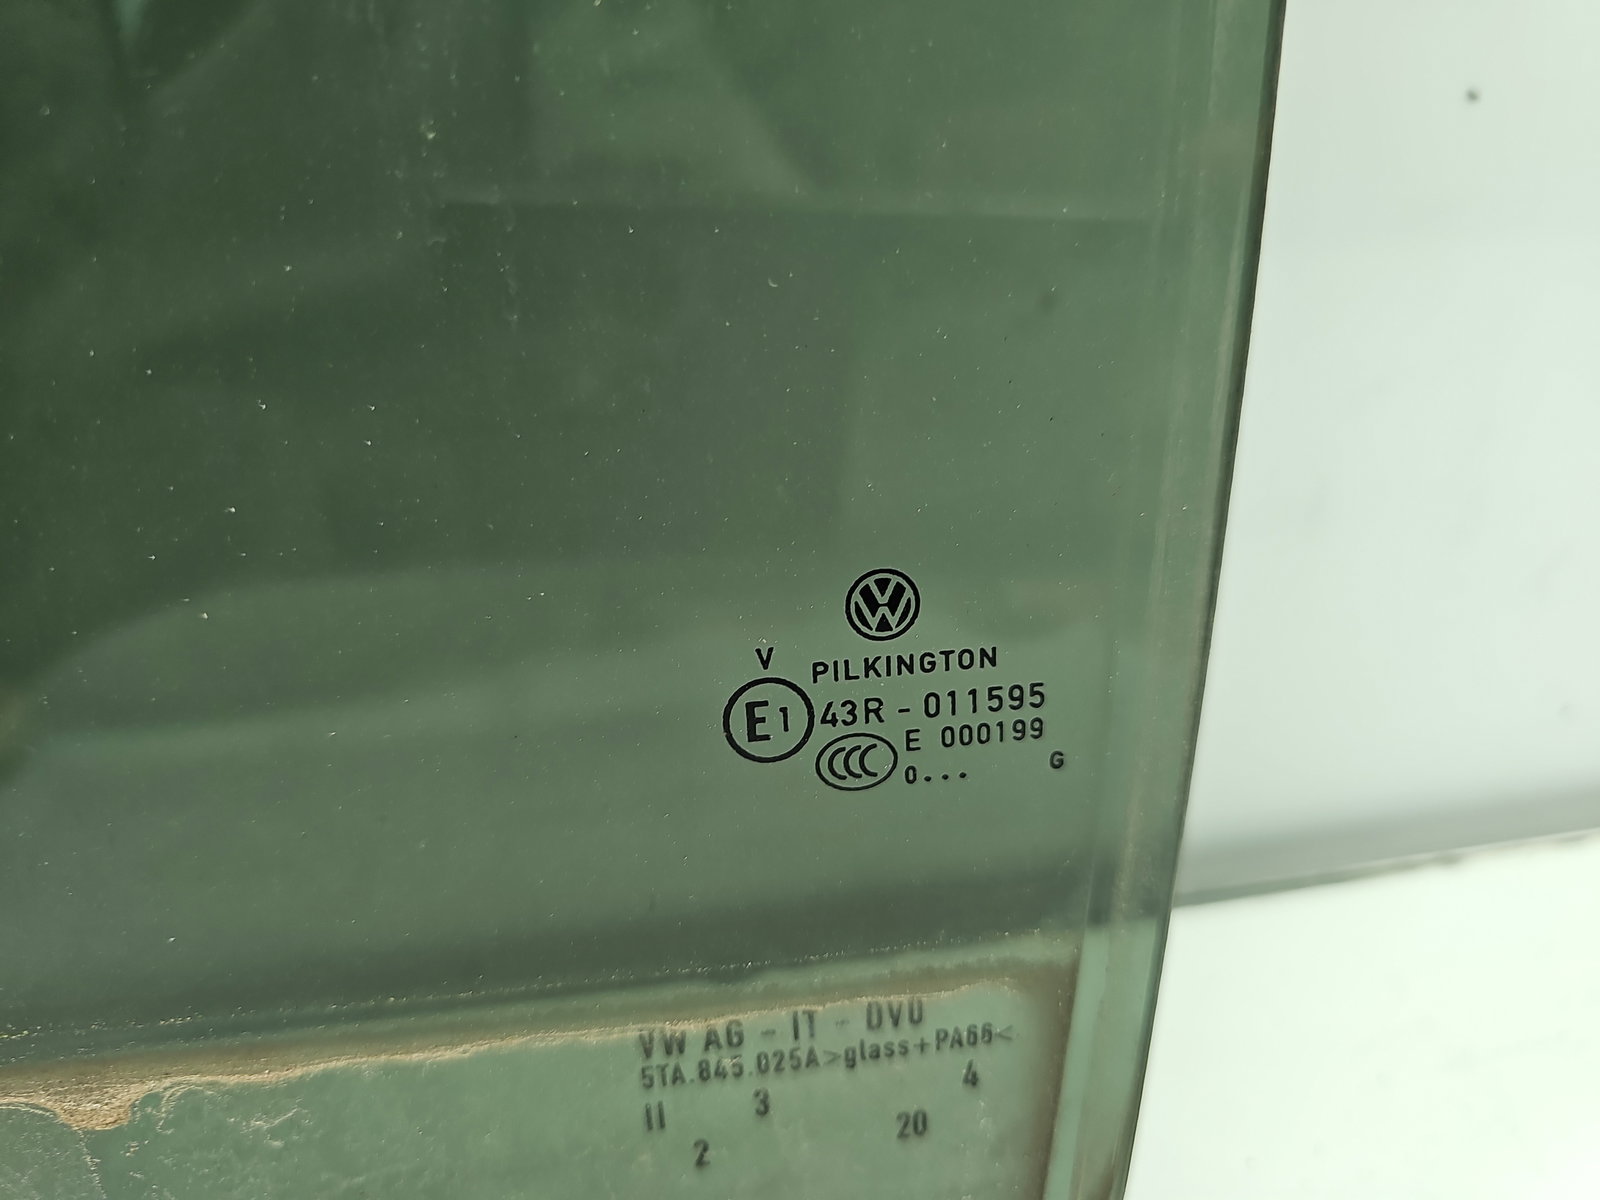 V
PILKINGTON
E1 43R - 011595
CCC E 000199
0... G
VW AG - IT - DVU
5TA.845.025A>glass+PA66<
4
II 3
20
2